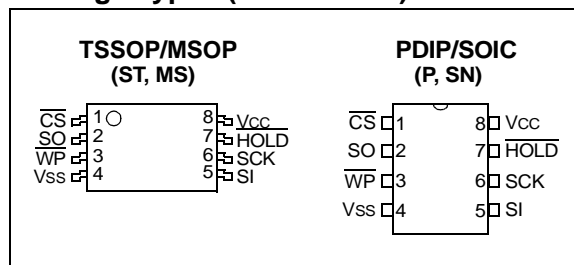 TSSOP/MSOP
(ST, MS)
CS 1 8 VCC
SO 2 7 HOLD
WP 3 6 SCK
VSS 4 5 SI
PDIP/SOIC
(P, SN)
CS 1 8 VCC
SO 2 7 HOLD
WP 3 6 SCK
VSS 4 5 SI